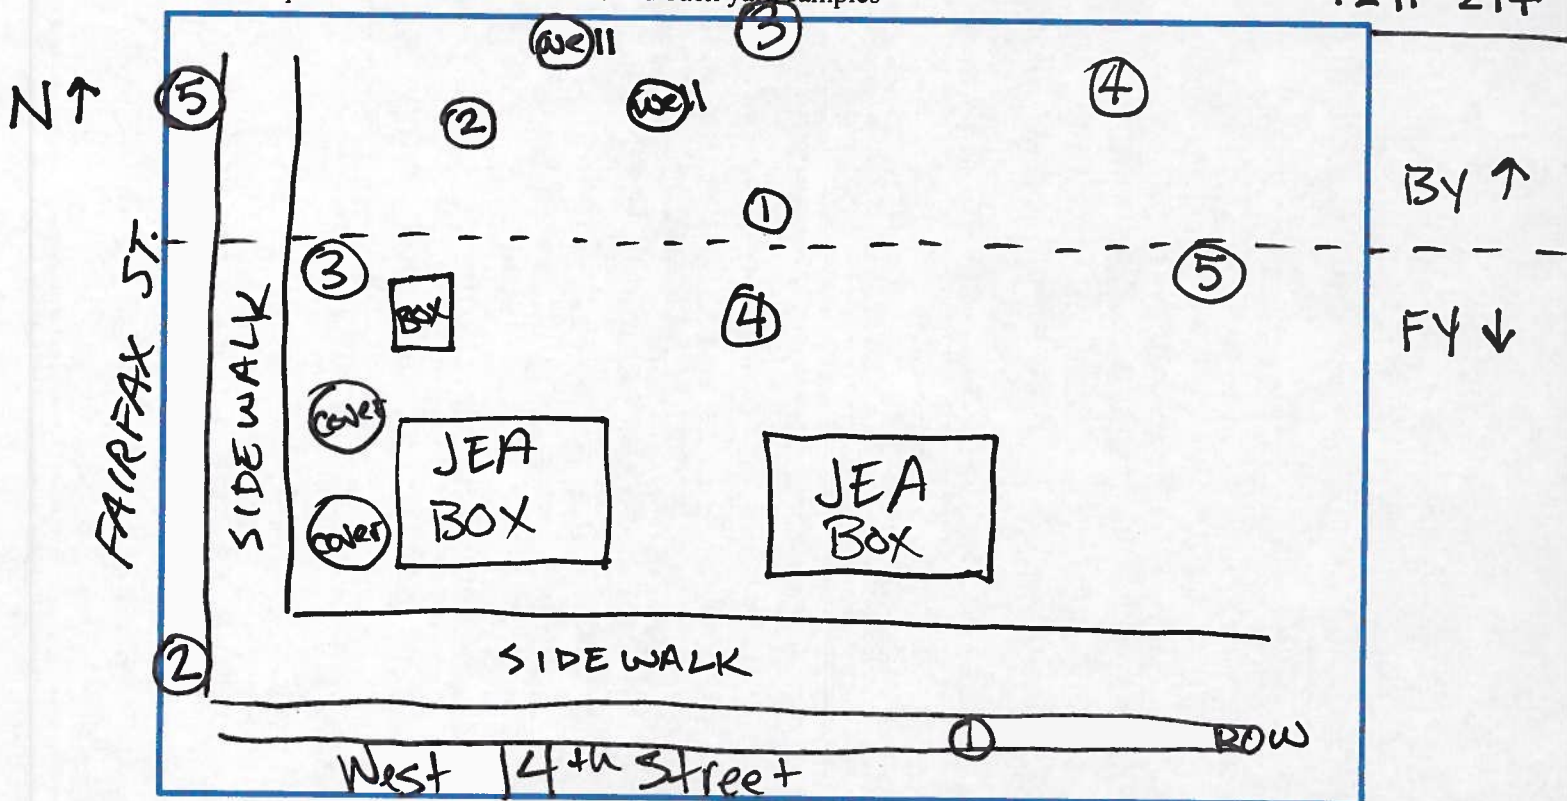 samples
well
3
N ↑
5
2
well
4
1
BY ↑
FAIRFAX ST.
3
BOX
4
5
FY ↓
SIDEWALK
cover
JEA
BOX
JEA
BOX
cover
2
SIDEWALK
1
ROW
West 14th Street